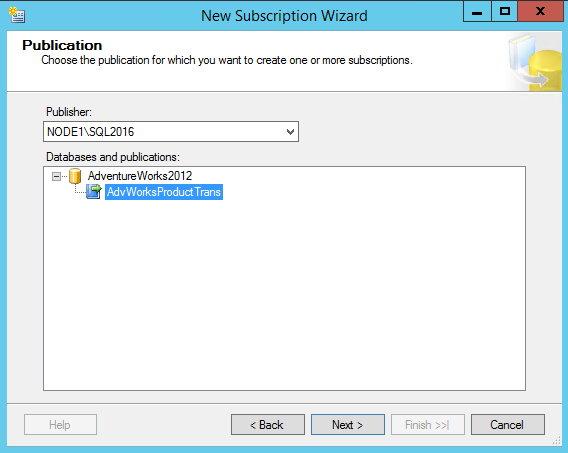 New Subscription Wizard
Publication
Choose the publication for which you want to create one or more subscriptions.
Publisher:
NODE1\SQL2016
Databases and publications:
AdventureWorks2012
AdvWorksProductTrans
Help
< Back
Next >
Finish >>|
Cancel